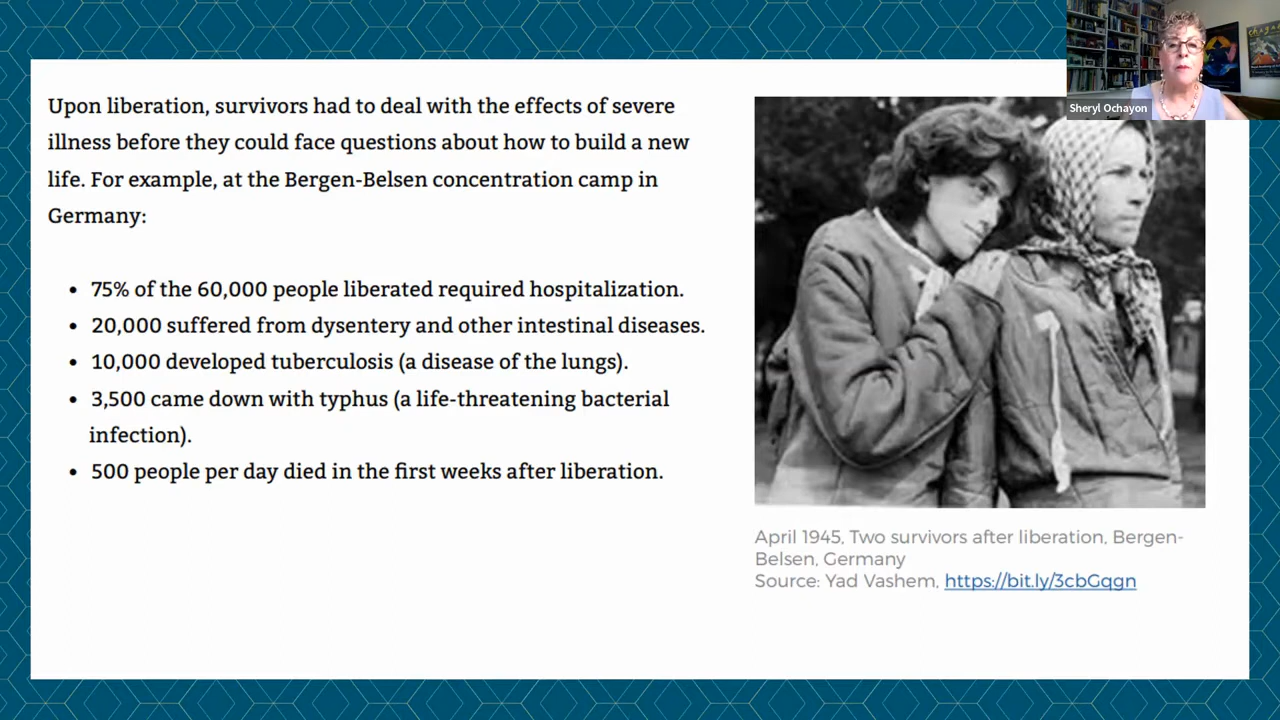 Sheryl Ochayon
Upon liberation, survivors had to deal with the effects of severe
illness before they could face questions about how to build a new
life. For example, at the Bergen-Belsen concentration camp in
Germany:
• 75% of the 60,000 people liberated required hospitalization.
• 20,000 suffered from dysentery and other intestinal diseases.
• 10,000 developed tuberculosis (a disease of the lungs).
• 3,500 came down with typhus (a life-threatening bacterial
infection).
• 500 people per day died in the first weeks after liberation.
April 1945, Two survivors after liberation, Bergen-
Belsen, Germany
Source: Yad Vashem, https://bit.ly/3cbGqgn